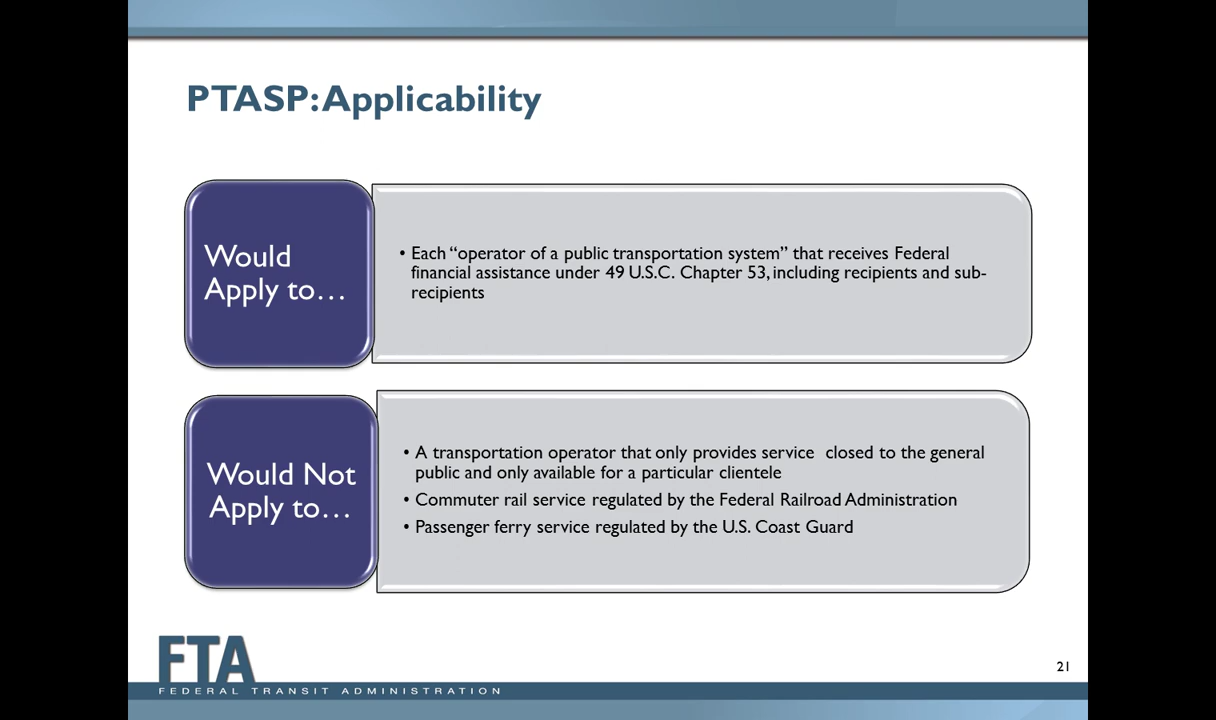 PTASP: Applicability
Would
Apply to…
• Each “operator of a public transportation system” that receives Federal
financial assistance under 49 U.S.C. Chapter 53, including recipients and sub-
recipients
Would Not
Apply to…
• A transportation operator that only provides service  closed to the general
public and only available for a particular clientele
• Commuter rail service regulated by the Federal Railroad Administration
• Passenger ferry service regulated by the U.S. Coast Guard
FTA
FEDERAL TRANSIT ADMINISTRATION
21